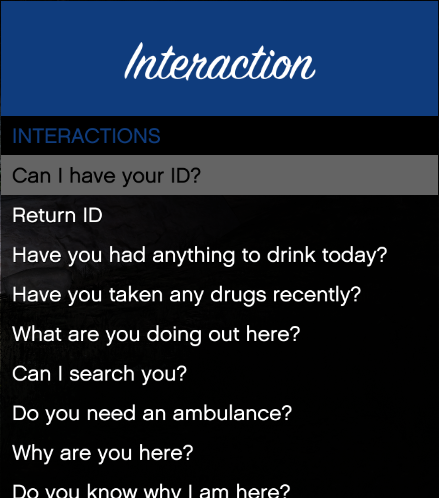 Interaction
INTERACTIONS
Can I have your ID?
Return ID
Have you had anything to drink today?
Have you taken any drugs recently?
What are you doing out here?
Can I search you?
Do you need an ambulance?
Why are you here?
Do you know why I am here?